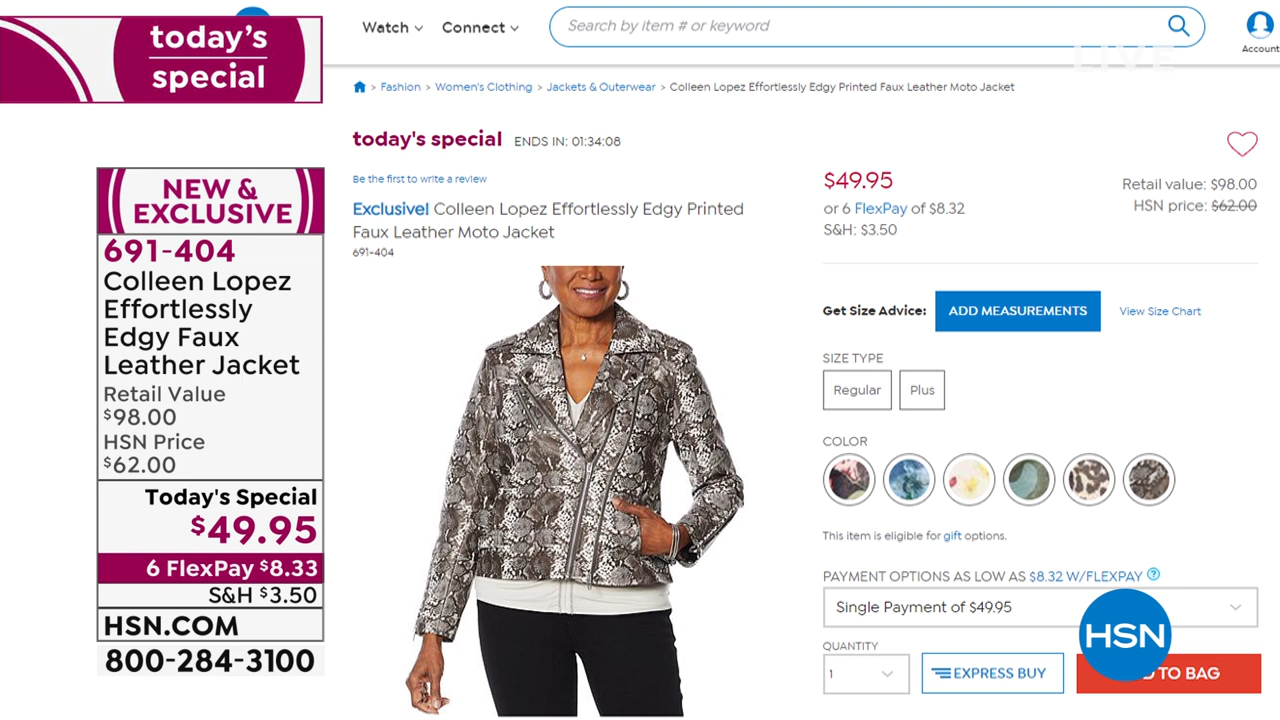 today's
special
Watch
Connect
Search by item # or keyword
Account
LIVE
> Fashion > Women's Clothing > Jackets & Outerwear > Colleen Lopez Effortlessly Edgy Printed Faux Leather Moto Jacket
today's special ENDS IN: 01:34:08
Be the first to write a review
Exclusive! Colleen Lopez Effortlessly Edgy Printed
Faux Leather Moto Jacket
691-404
NEW &
EXCLUSIVE
691-404
Colleen Lopez
Effortlessly
Edgy Faux
Leather Jacket
Retail Value
$98.00
HSN Price
$62.00
Today's Special
$49.95
6 FlexPay $8.33
S&H $3.50
HSN.COM
800-284-3100
$49.95
or 6 FlexPay of $8.32
S&H: $3.50
Retail value: $98.00
HSN price: $62.00
Get Size Advice: ADD MEASUREMENTS View Size Chart
SIZE TYPE
Regular Plus
COLOR
This item is eligible for gift options.
PAYMENT OPTIONS AS LOW AS $8.32 W/FLEXPAY ?
Single Payment of $49.95
QUANTITY
1
EXPRESS BUY
HSN
D TO BAG